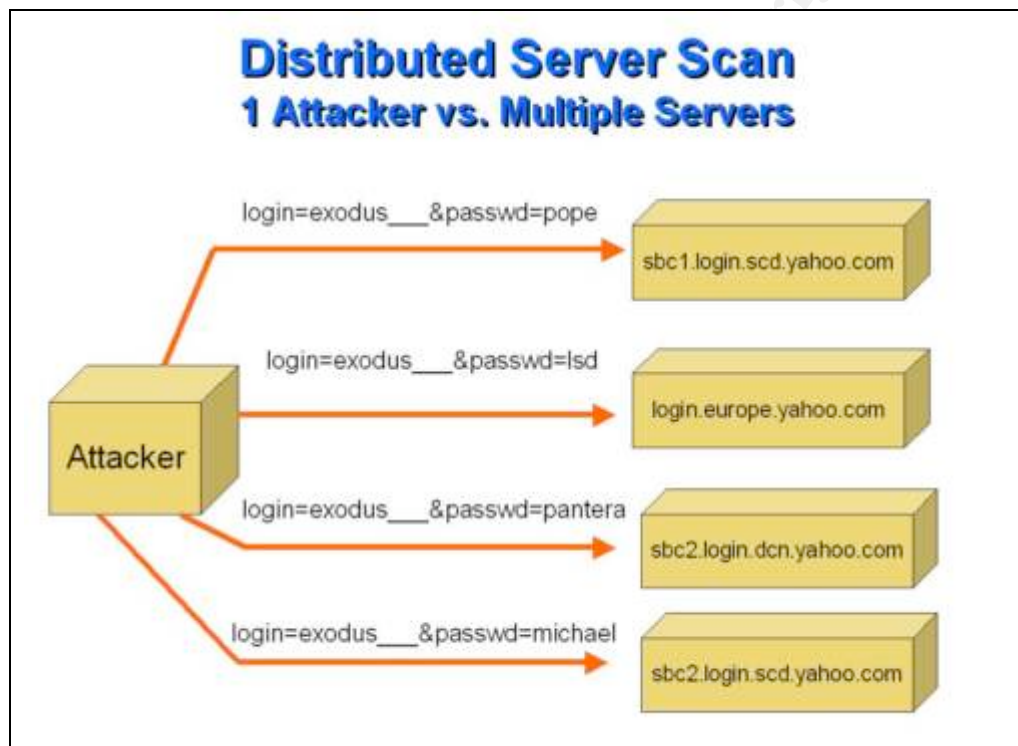 Distributed Server Scan
1 Attacker vs. Multiple Servers
login=exodus___&passwd=pope
sbc1.login.scd.yahoo.com
login=exodus___&passwd=lsd
login.europe.yahoo.com
Attacker
login=exodus___&passwd=pantera
sbc2.login.dcn.yahoo.com
login=exodus___&passwd=michael
sbc2.login.scd.yahoo.com